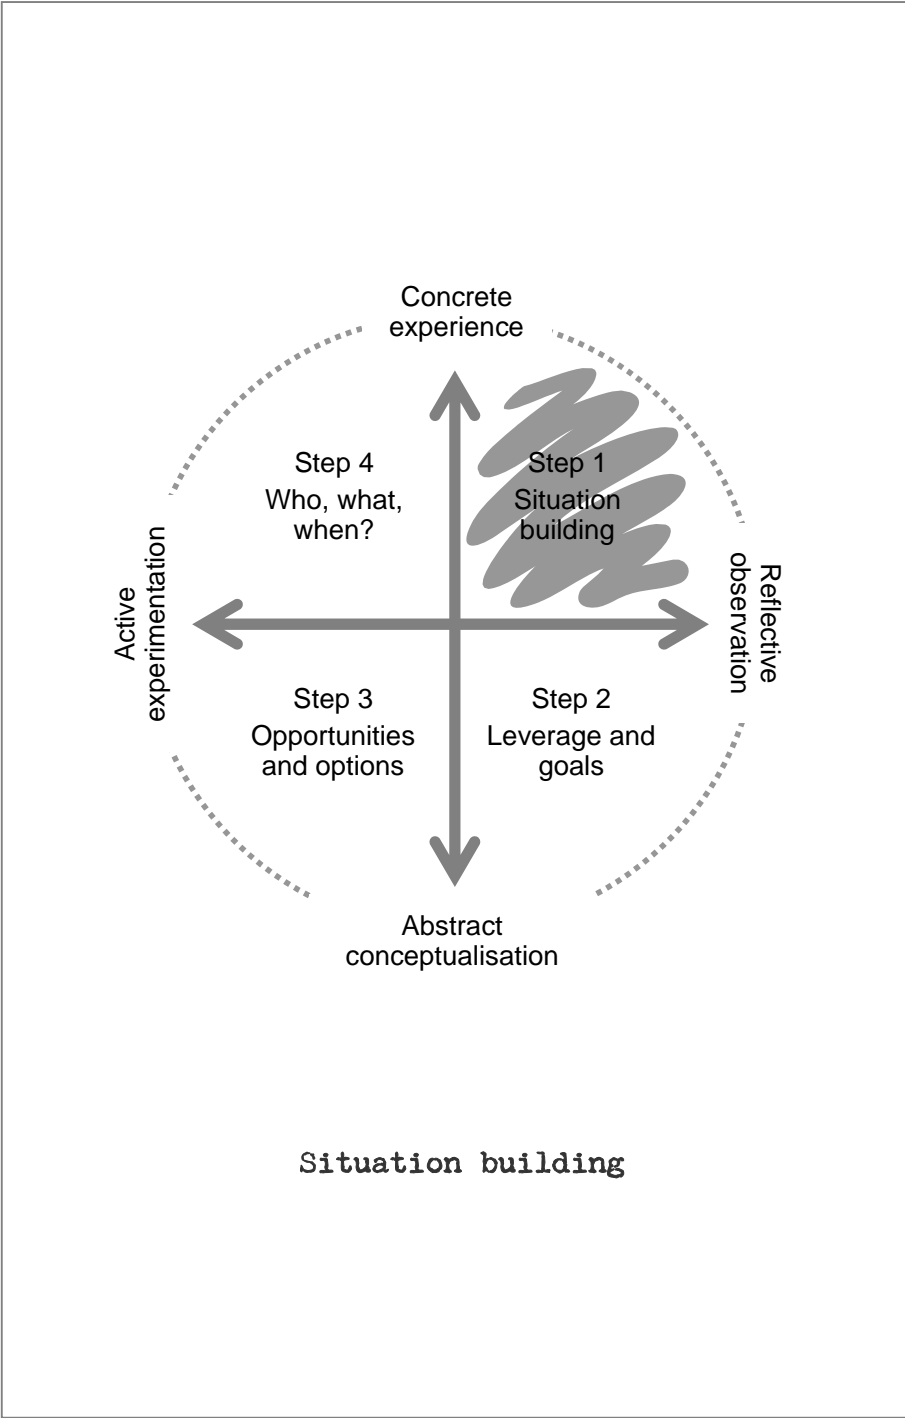 Concrete
experience
Step 4
Who, what,
when?
Step 1
Situation
building
Active
experimentation
Reflective
observation
Step 3
Opportunities
and options
Step 2
Leverage and
goals
Abstract
conceptualisation
Situation building